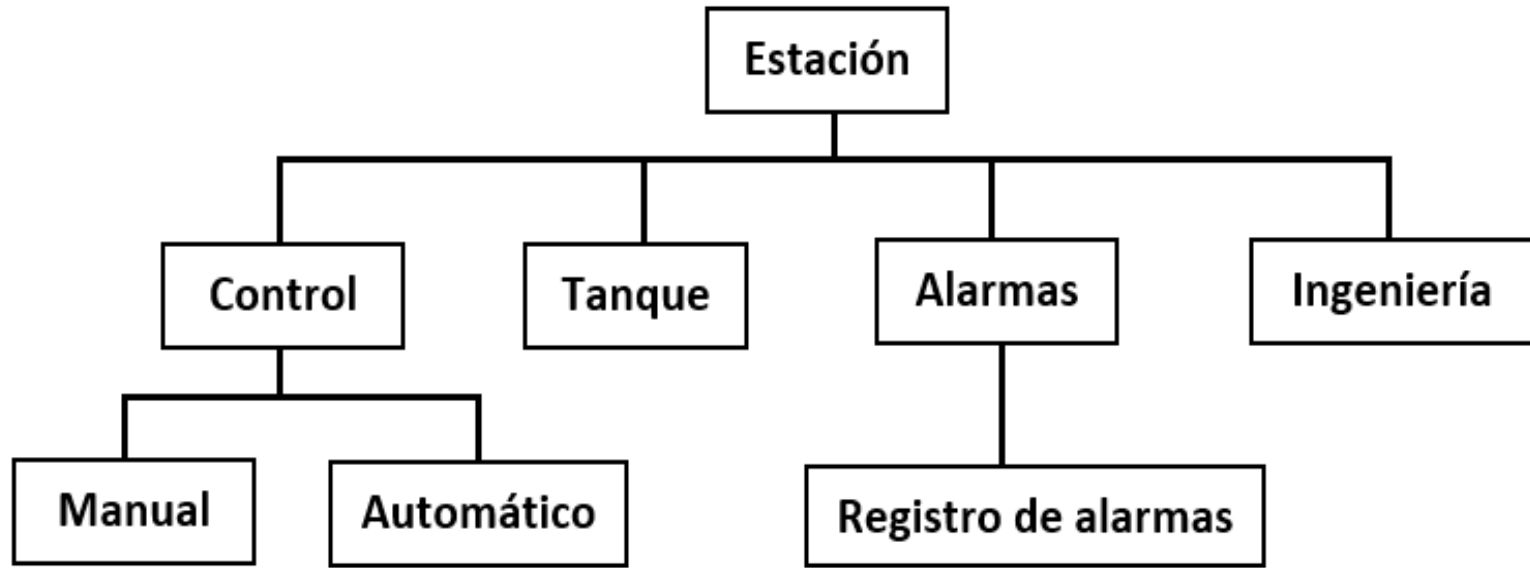 Estación
Control
Tanque
Alarmas
Ingeniería
Manual
Automático
Registro de alarmas